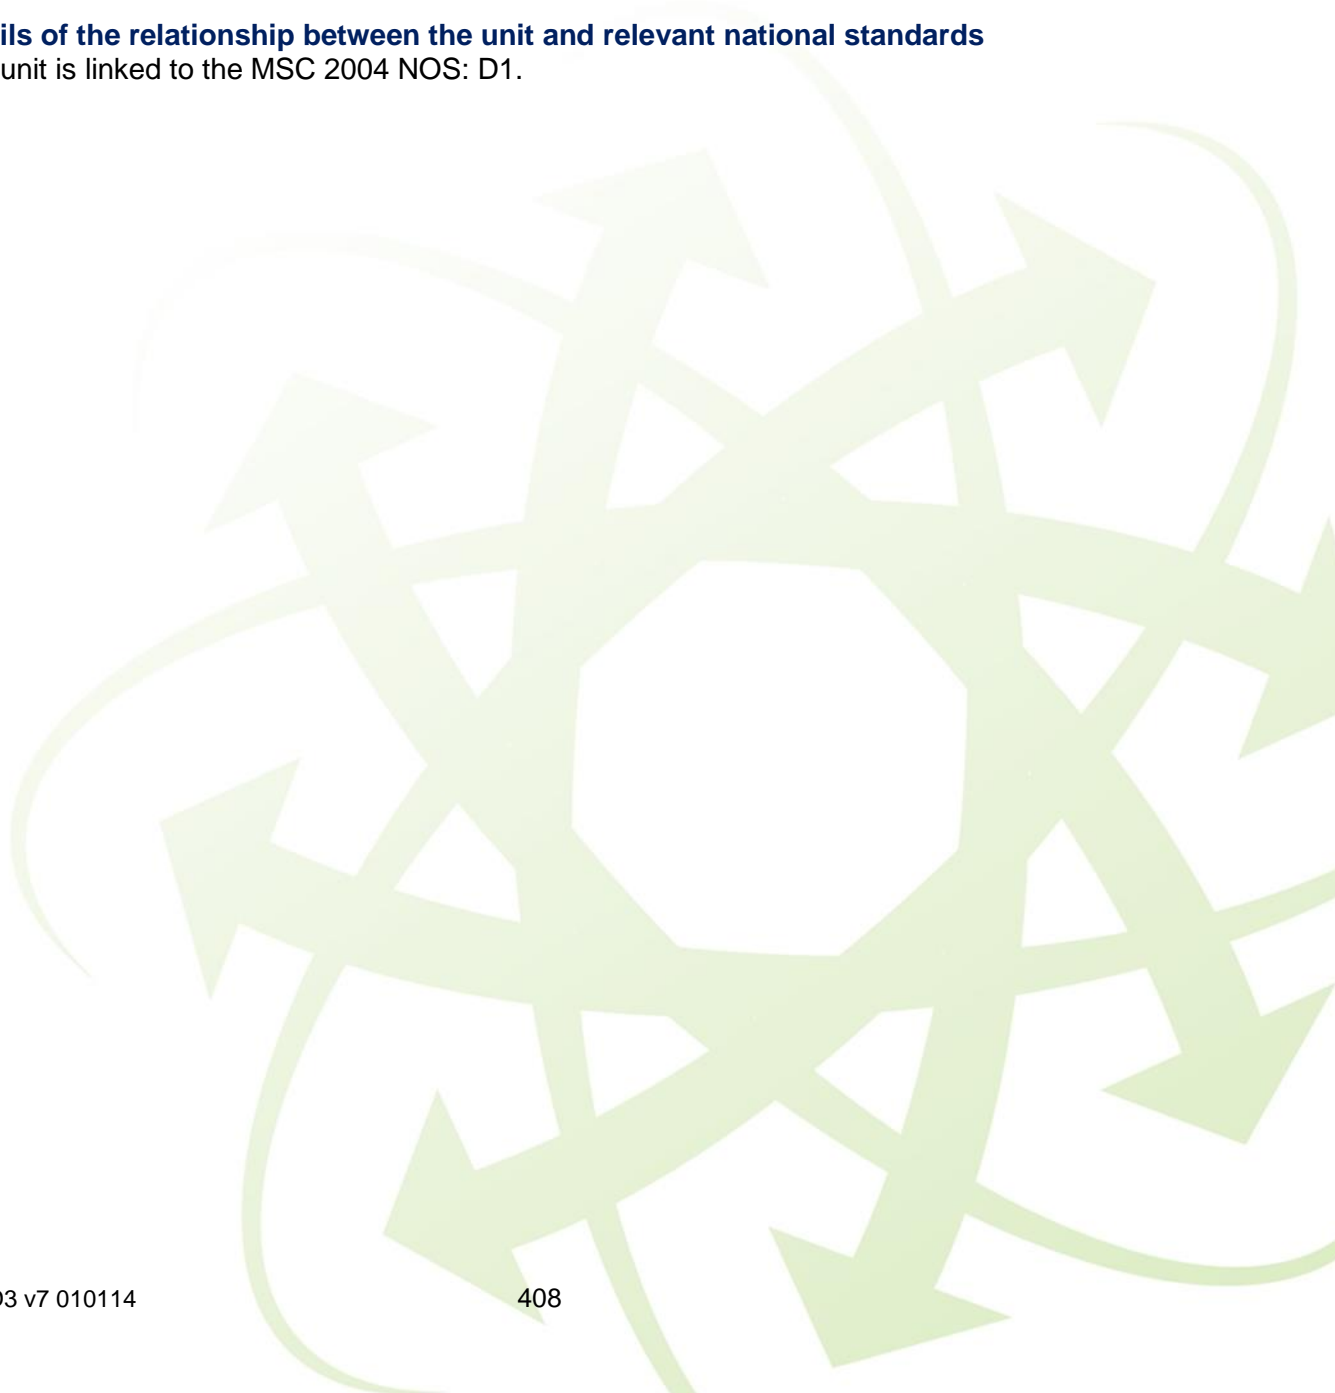 ils of the relationship between the unit and relevant national standards
unit is linked to the MSC 2004 NOS: D1.
03 v7 010114
408